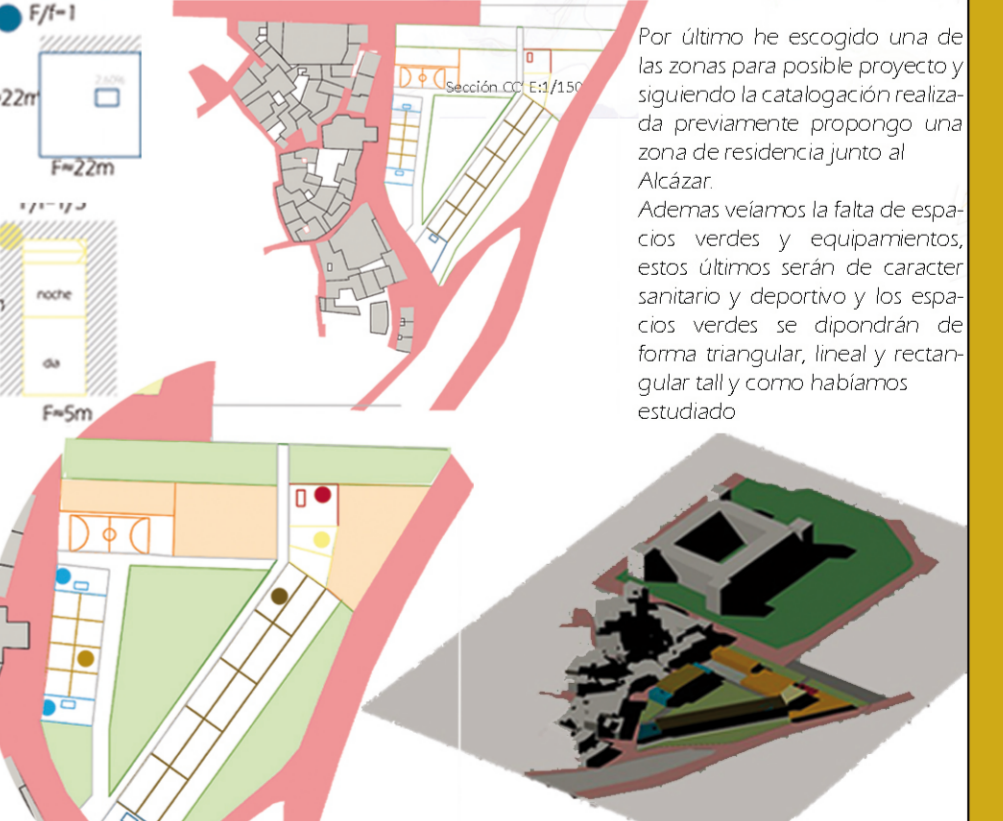 F/f=1
2.60%
22m
F≈22m
noche
dia
F≈5m
Sección CC' E:1/150
Por último he escogido una de
las zonas para posible proyecto y
siguiendo la catalogación realiza-
da previamente propongo una
zona de residencia junto al
Alcázar.
Ademas veíamos la falta de espa-
cios verdes y equipamientos,
estos últimos serán de caracter
sanitario y deportivo y los espa-
cios verdes se dipondrán de
forma triangular, lineal y rectan-
gular tall y como habíamos
estudiado